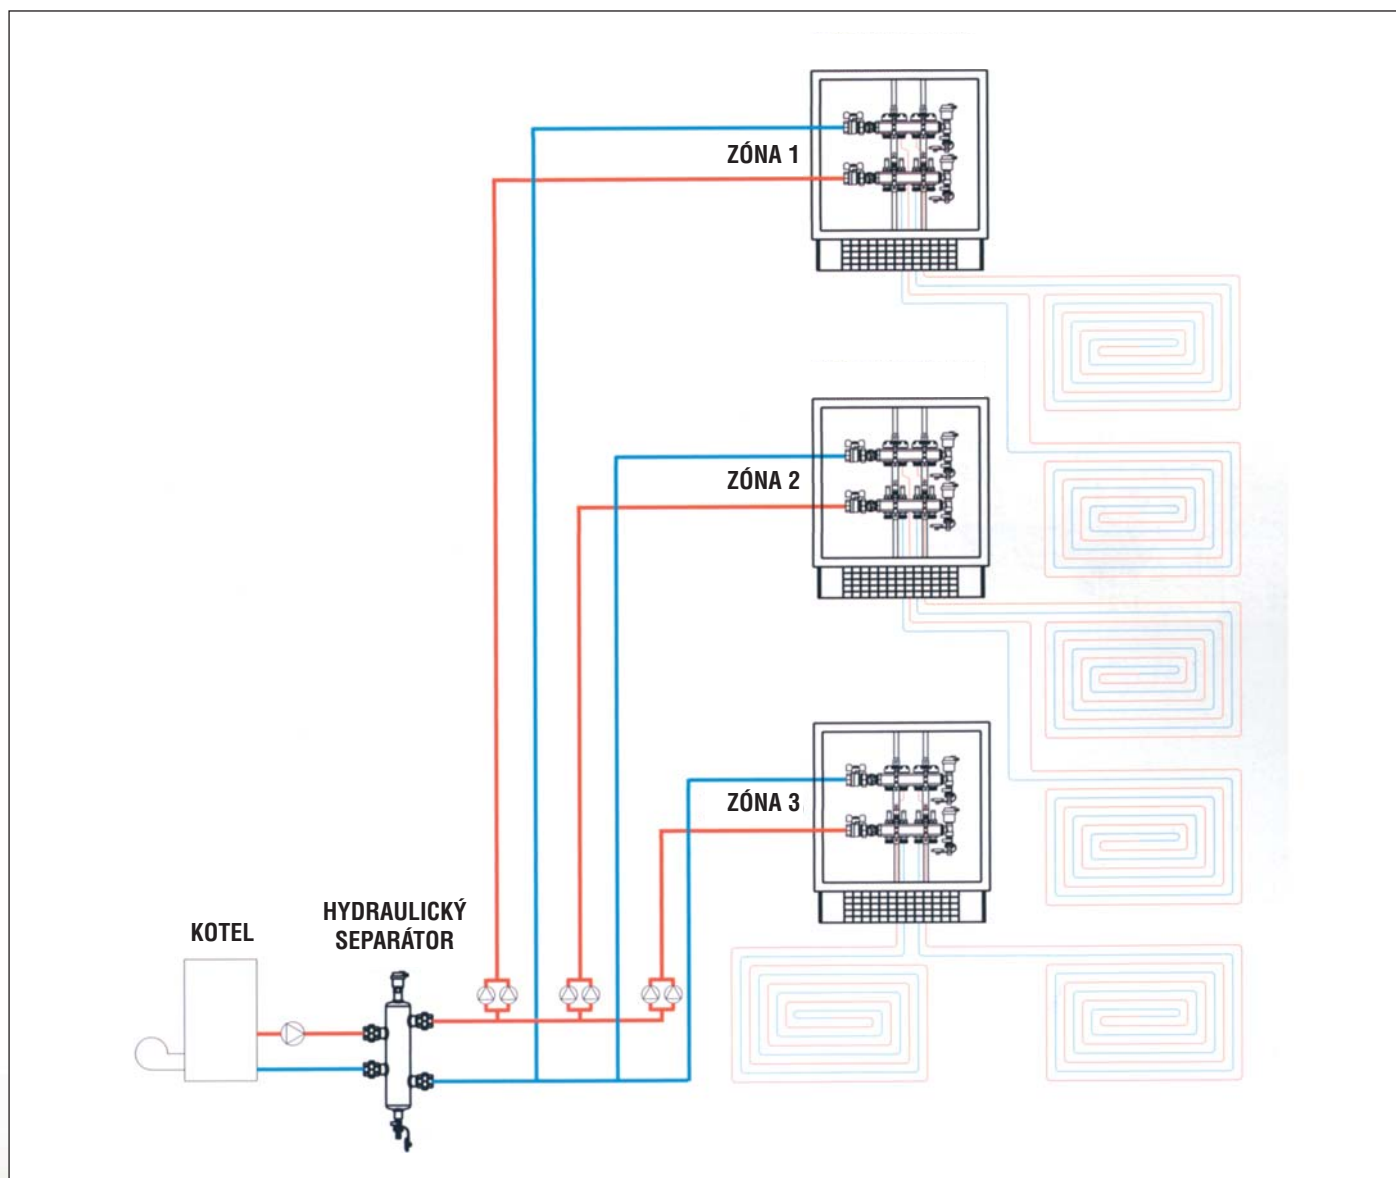 ZÓNA 1
ZÓNA 2
ZÓNA 3
KOTEL
HYDRAULICKÝ
SEPARÁTOR